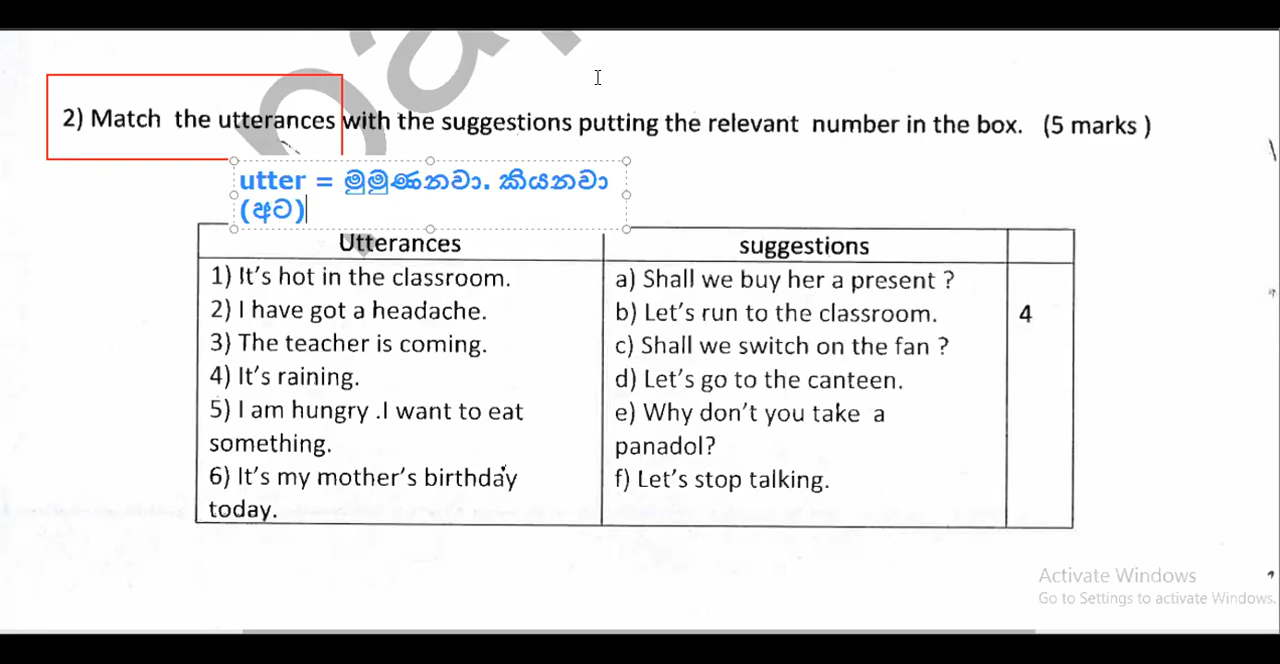 2) Match the utterances with the suggestions putting the relevant number in the box. (5 marks )
utter = මුමුණනවා. කියනවා
(අට)
Utterances
suggestions
1) It's hot in the classroom.
a) Shall we buy her a present ?
2) I have got a headache.
b) Let's run to the classroom.
4
3) The teacher is coming.
c) Shall we switch on the fan ?
4) It's raining.
d) Let's go to the canteen.
5) I am hungry .I want to eat
e) Why don't you take a
something.
panadol?
6) It's my mother's birthday
f) Let's stop talking.
today.
Activate Windows
Go to Settings to activate Windows.